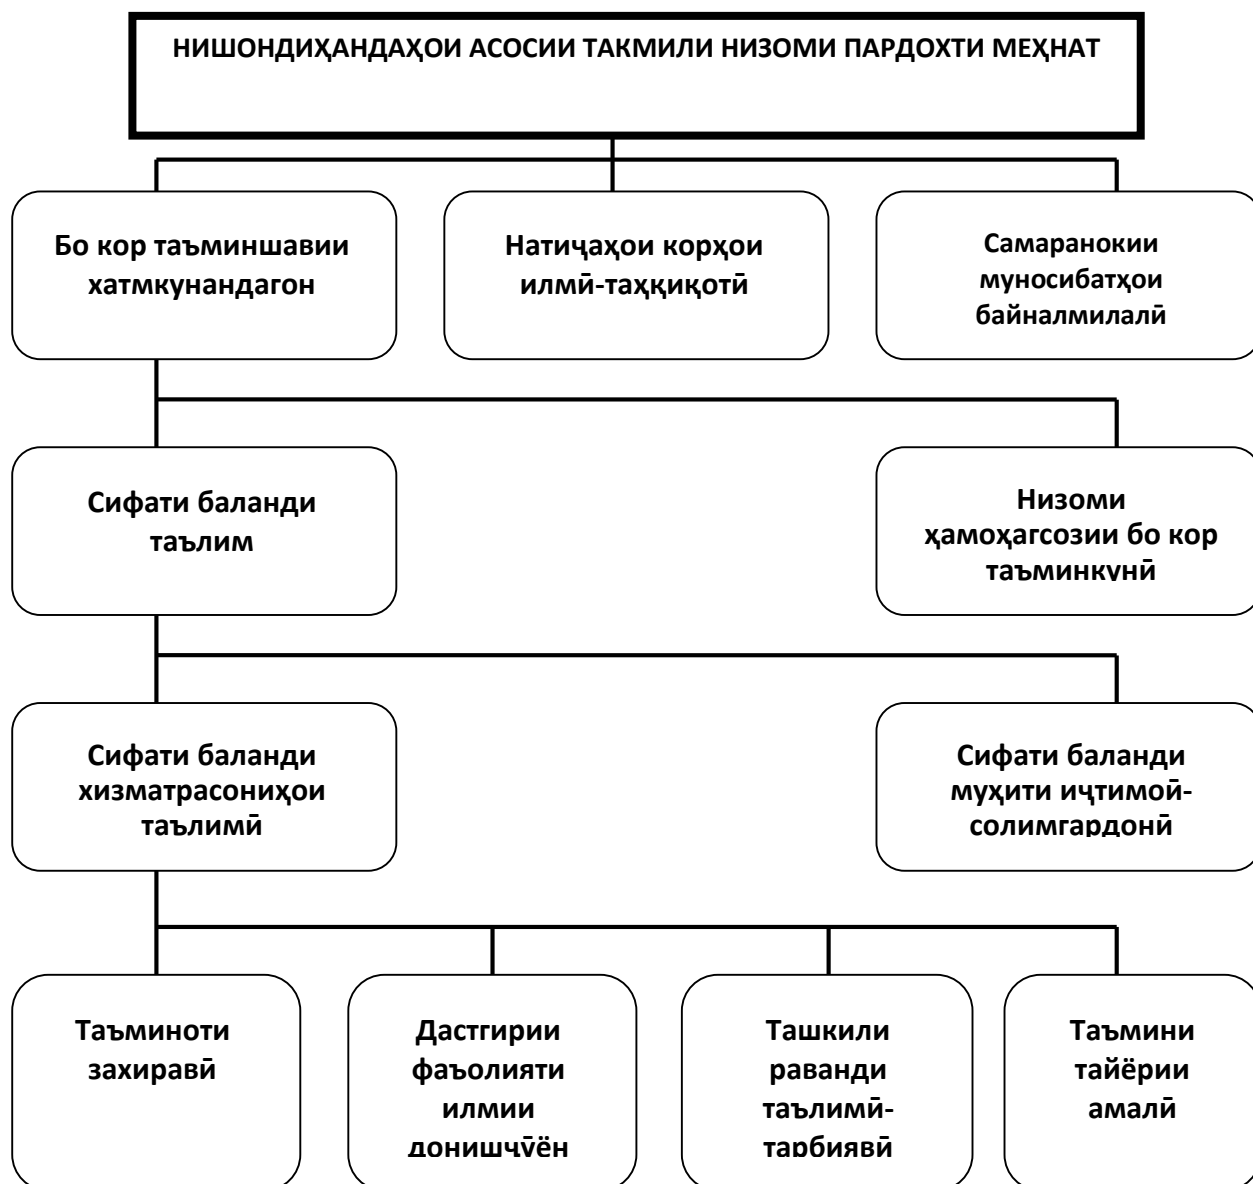 НИШОНДИҲАНДАҲОИ АСОСИИ ТАКМИЛИ НИЗОМИ ПАРДОХТИ МЕҲНАТ
Бо кор таъминшавии
хатмкунандагон
Натиҷаҳои корҳои
илмӣ-таҳқиқотӣ
Самаранокии
муносибатҳои
байналмилалӣ
Сифати баланди
таълим
Низоми
ҳамоҳагсозии бо кор
таъминкунӣ
Сифати баланди
хизматрасониҳои
таълимӣ
Сифати баланди
муҳити иҷтимоӣ-
солимгардонӣ
Таъминоти
захиравӣ
Дастгирии
фаъолияти
илмии
донишҷӯён
Ташкили
раванди
таълимӣ-
тарбиявӣ
Таъмини
тайёрии
амалӣ